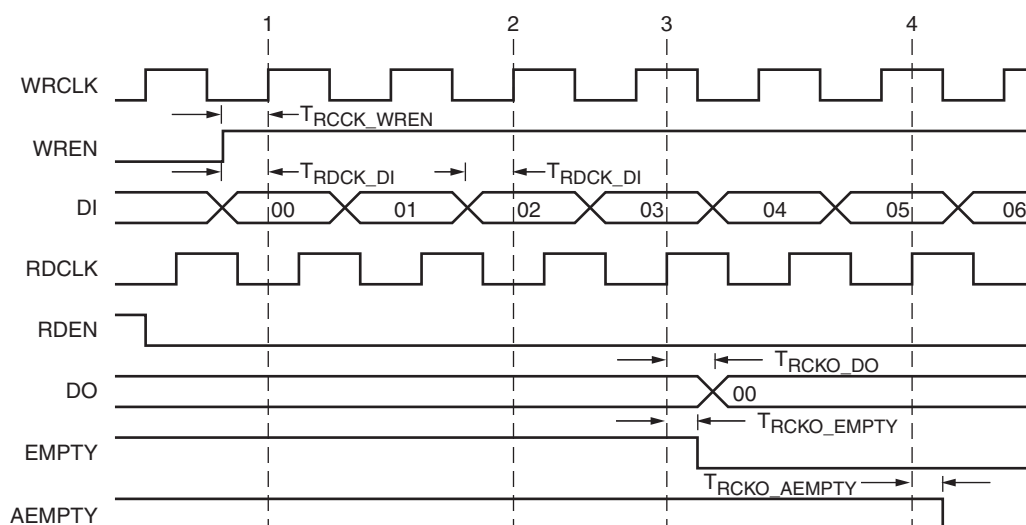 1 2 3 4
WRCLK
T_RCCK_WREN
WREN
T_RDCK_DI T_RDCK_DI
DI 00 01 02 03 04 05 06
RDCLK
RDEN
T_RCKO_DO
DO 00
T_RCKO_EMPTY
EMPTY
T_RCKO_AEMPTY
AEMPTY